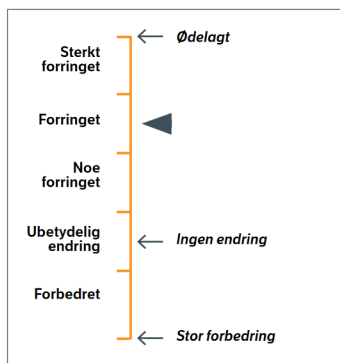 Ødelagt
Sterkt
forringet
Forringet
Noe
forringet
Ubetydelig
endring
Ingen endring
Forbedret
Stor forbedring